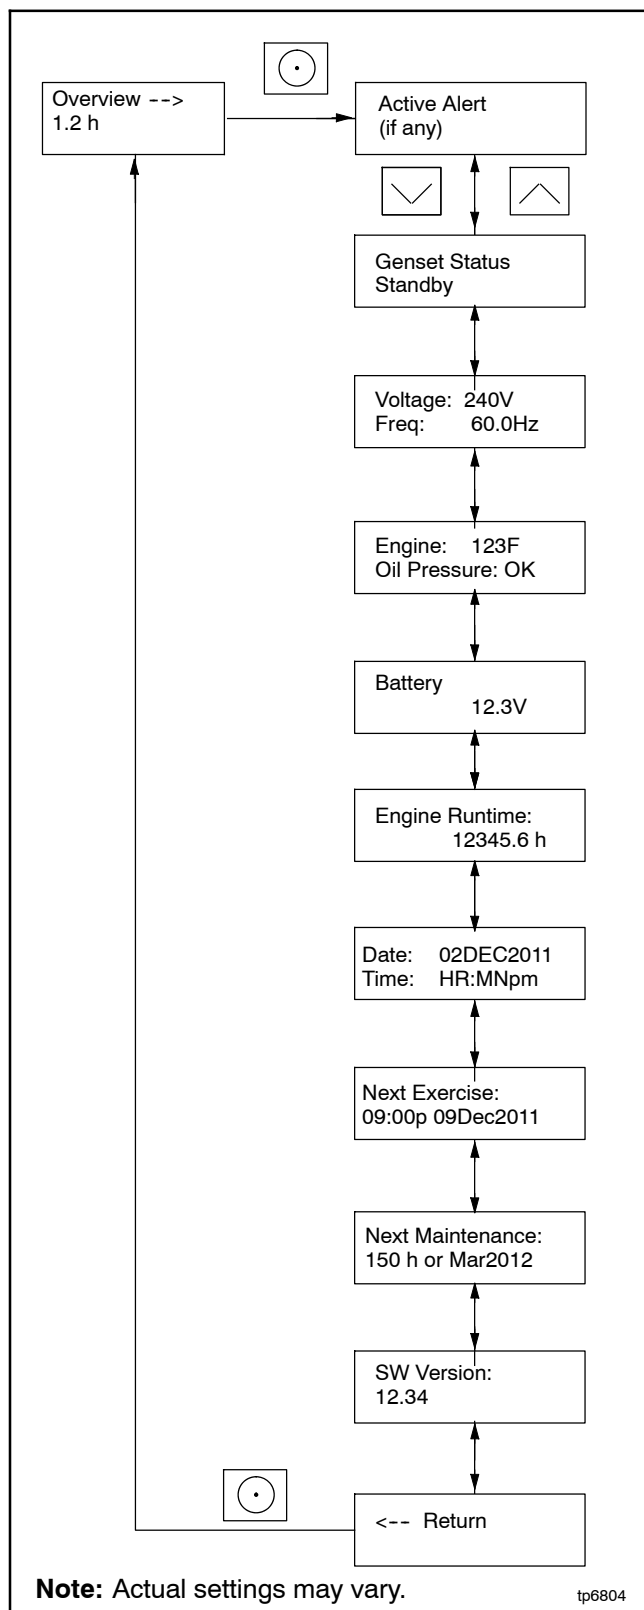 Overview -->
1.2 h
Active Alert
(if any)
Genset Status
Standby
Voltage: 240V
Freq: 60.0Hz
Engine: 123F
Oil Pressure: OK
Battery
12.3V
Engine Runtime:
12345.6 h
Date: 02DEC2011
Time: HR:MNpm
Next Exercise:
09:00p 09Dec2011
Next Maintenance:
150 h or Mar2012
SW Version:
12.34
<-- Return
Note: Actual settings may vary.
tp6804